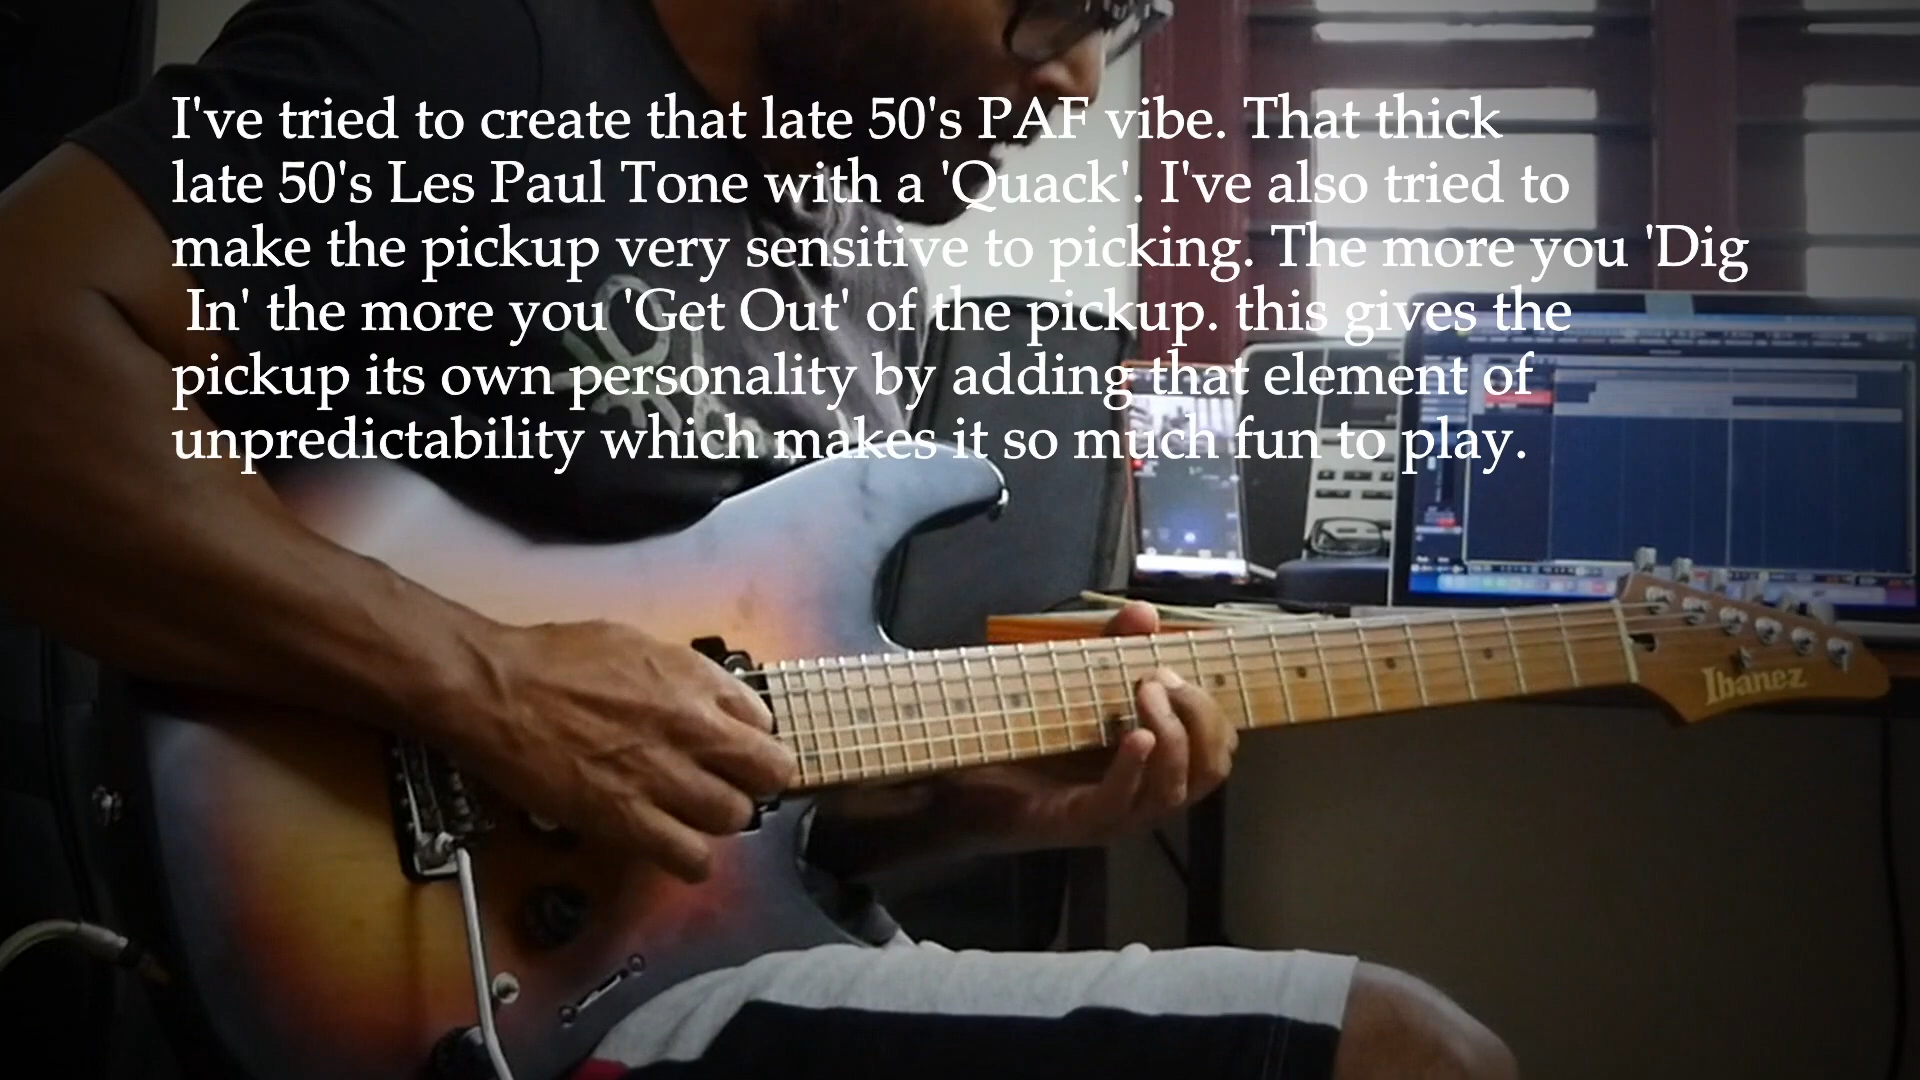 I've tried to create that late 50's PAF vibe. That thick
late 50's Les Paul Tone with a 'Quack'. I've also tried to
make the pickup very sensitive to picking. The more you 'Dig
In' the more you 'Get Out' of the pickup. this gives the
pickup its own personality by adding that element of
unpredictability which makes it so much fun to play.
Ibanez